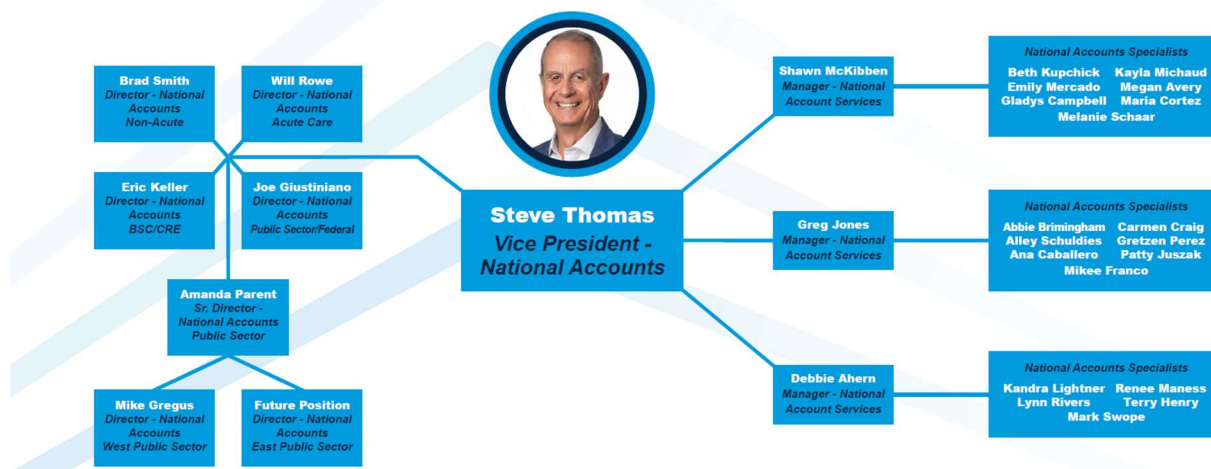 Brad Smith
Director - National
Accounts
Non-Acute
Will Rowe
Director - National
Accounts
Acute Care
Eric Keller
Director - National
Accounts
BSC/CRE
Joe Giustiniano
Director - National
Accounts
Public Sector/Federal
Amanda Parent
Sr. Director -
National Accounts
Public Sector
Mike Gregus
Director - National
Accounts
West Public Sector
Future Position
Director - National
Accounts
East Public Sector
Steve Thomas
Vice President -
National Accounts
Shawn McKibben
Manager - National
Account Services
National Accounts Specialists
Beth Kupchick Kayla Michaud
Emily Mercado Megan Avery
Gladys Campbell Maria Cortez
Melanie Schaar
Greg Jones
Manager - National
Account Services
National Accounts Specialists
Abbie Brimingham Carmen Craig
Alley Schuldies Gretzen Perez
Ana Caballero Patty Juszak
Mikee Franco
Debbie Ahern
Manager - National
Account Services
National Accounts Specialists
Kandra Lightner Renee Maness
Lynn Rivers Terry Henry
Mark Swope